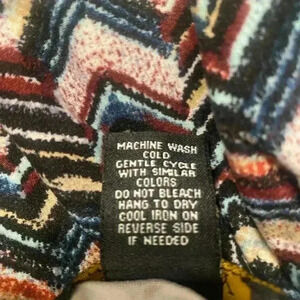 MACHINE WASH
COLD
GENTLE CYCLE
WITH SIMILAR
COLORS
DO NOT BLEACH
HANG TO DRY
COOL IRON ON
REVERSE SIDE
IF NEEDED